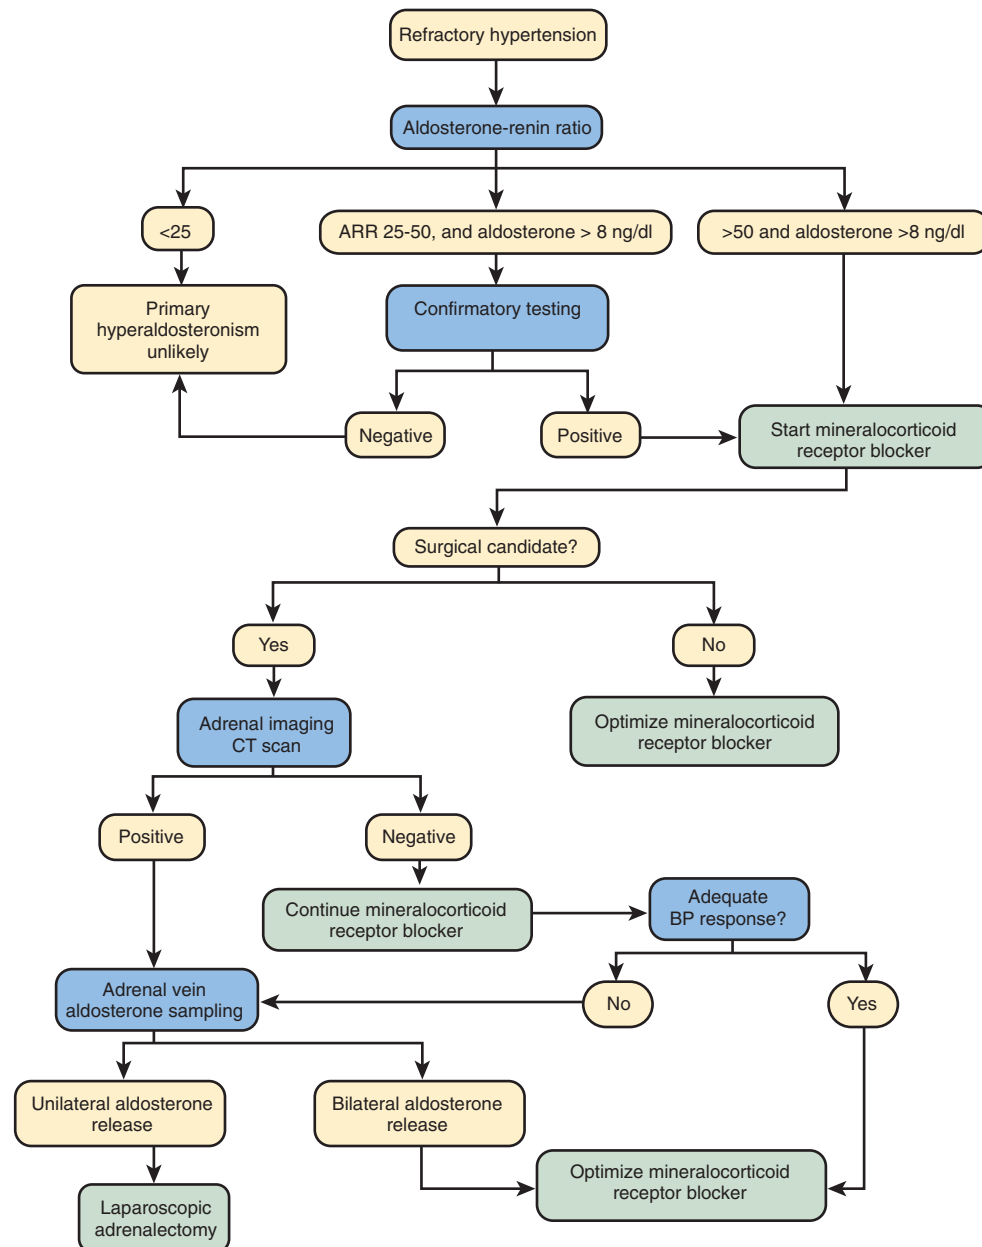 Refractory hypertension
Aldosterone-renin ratio
<25
ARR 25-50, and aldosterone > 8 ng/dl
>50 and aldosterone >8 ng/dl
Primary
hyperaldosteronism
unlikely
Confirmatory testing
Negative
Positive
Start mineralocorticoid
receptor blocker
Surgical candidate?
Yes
No
Adrenal imaging
CT scan
Optimize mineralocorticoid
receptor blocker
Positive
Negative
Continue mineralocorticoid
receptor blocker
Adequate
BP response?
Adrenal vein
aldosterone sampling
No
Yes
Unilateral aldosterone
release
Bilateral aldosterone
release
Optimize mineralocorticoid
receptor blocker
Laparoscopic
adrenalectomy